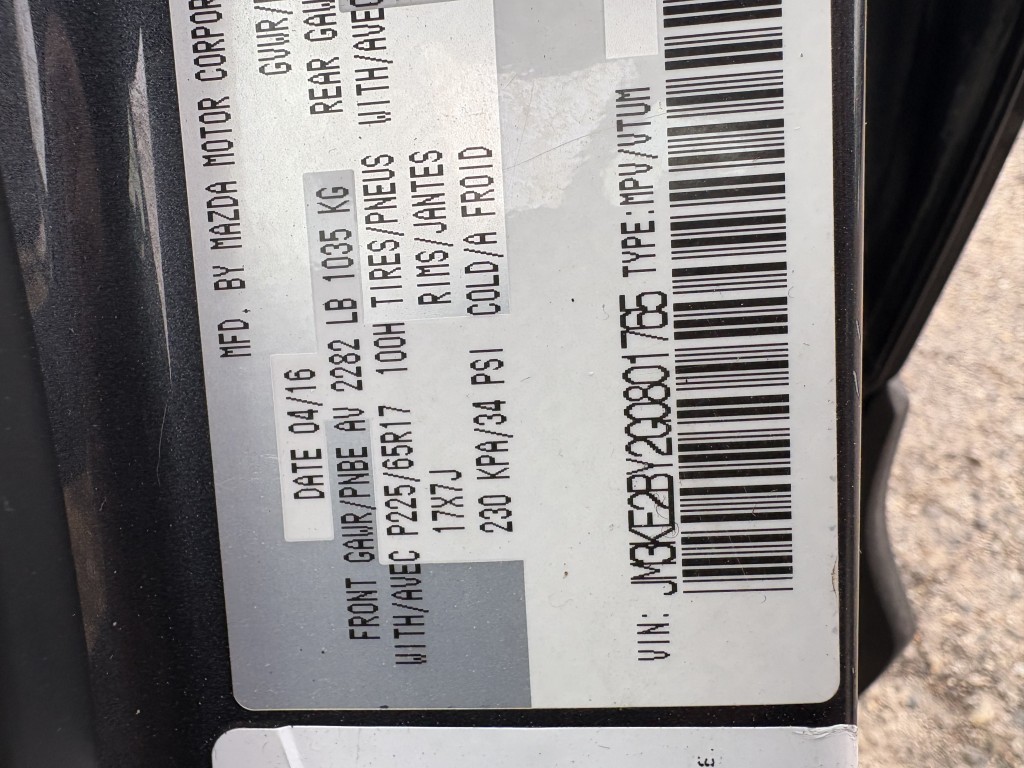 MFD. BY MAZDA MOTOR CORPOR
DATE 04/16 GVWR/
FRONT GAWR/PNBE AV 2282 LB 1035 KG REAR GAW
WITH/AVEC P225/65R17 100H TIRES/PNEUS WITH/AVEC
17X7J RIMS/JANTES
230 KPA/34 PSI COLD/A FROID
VIN: JM3KE2BY2G0801765 TYPE:MPV/VTUM